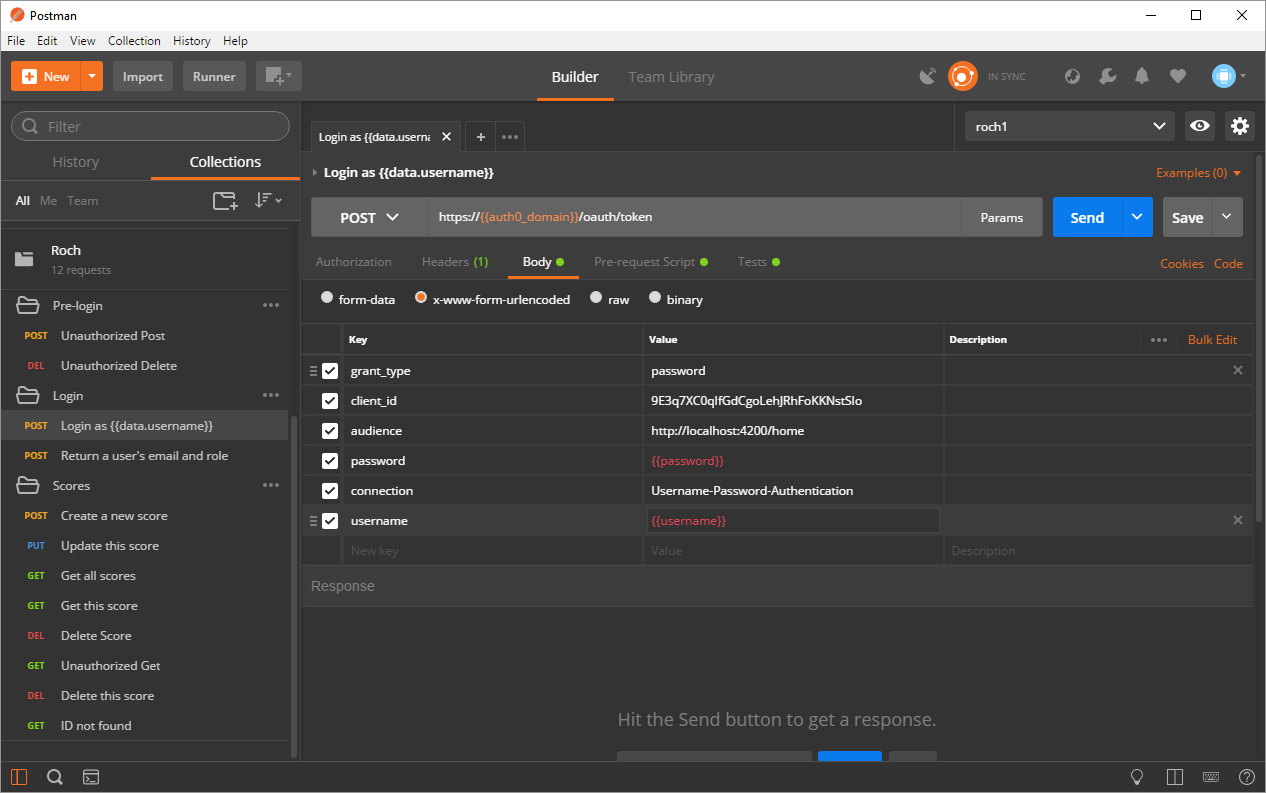 Postman
File Edit View Collection History Help
New Import Runner Builder Team Library IN SYNC
Filter
History Collections
All Me Team
Roch
12 requests
Pre-login
POST Unauthorized Post
DEL Unauthorized Delete
Login
POST Login as {{data.username}}
POST Return a user's email and role
Scores
POST Create a new score
PUT Update this score
GET Get all scores
GET Get this score
DEL Delete Score
GET Unauthorized Get
DEL Delete this score
GET ID not found
Login as {{data.userna
roch1
Login as {{data.username}} Examples (0)
POST https://{{auth0_domain}}/oauth/token Params Send Save
Authorization Headers (1) Body Pre-request Script Tests Cookies Code
form-data x-www-form-urlencoded raw binary
Key Value Description Bulk Edit
grant_type password
client_id 9E3q7XC0qIfGdCgoLehJRhFoKKNstSIo
audience http://localhost:4200/home
password {{password}}
connection Username-Password-Authentication
username {{username}}
New key Value Description
Response
Hit the Send button to get a response.